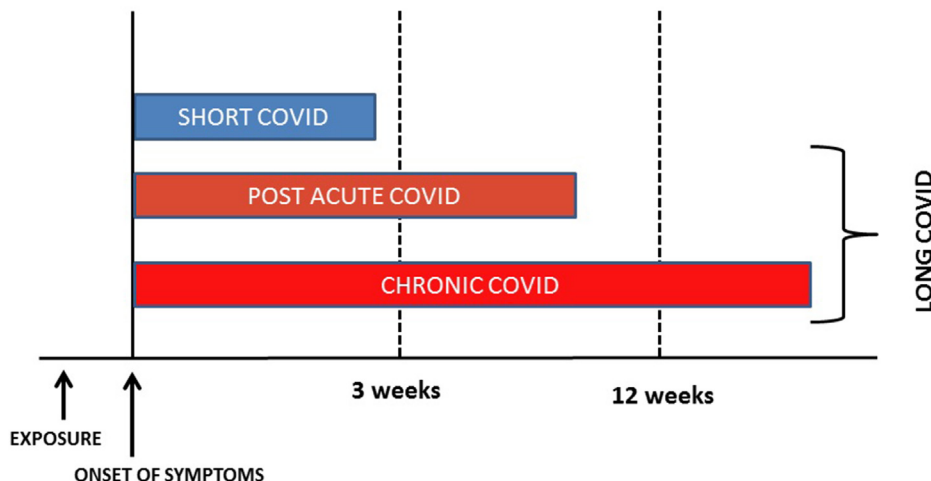 SHORT COVID
POST ACUTE COVID
CHRONIC COVID
LONG COVID
3 weeks
12 weeks
EXPOSURE
ONSET OF SYMPTOMS